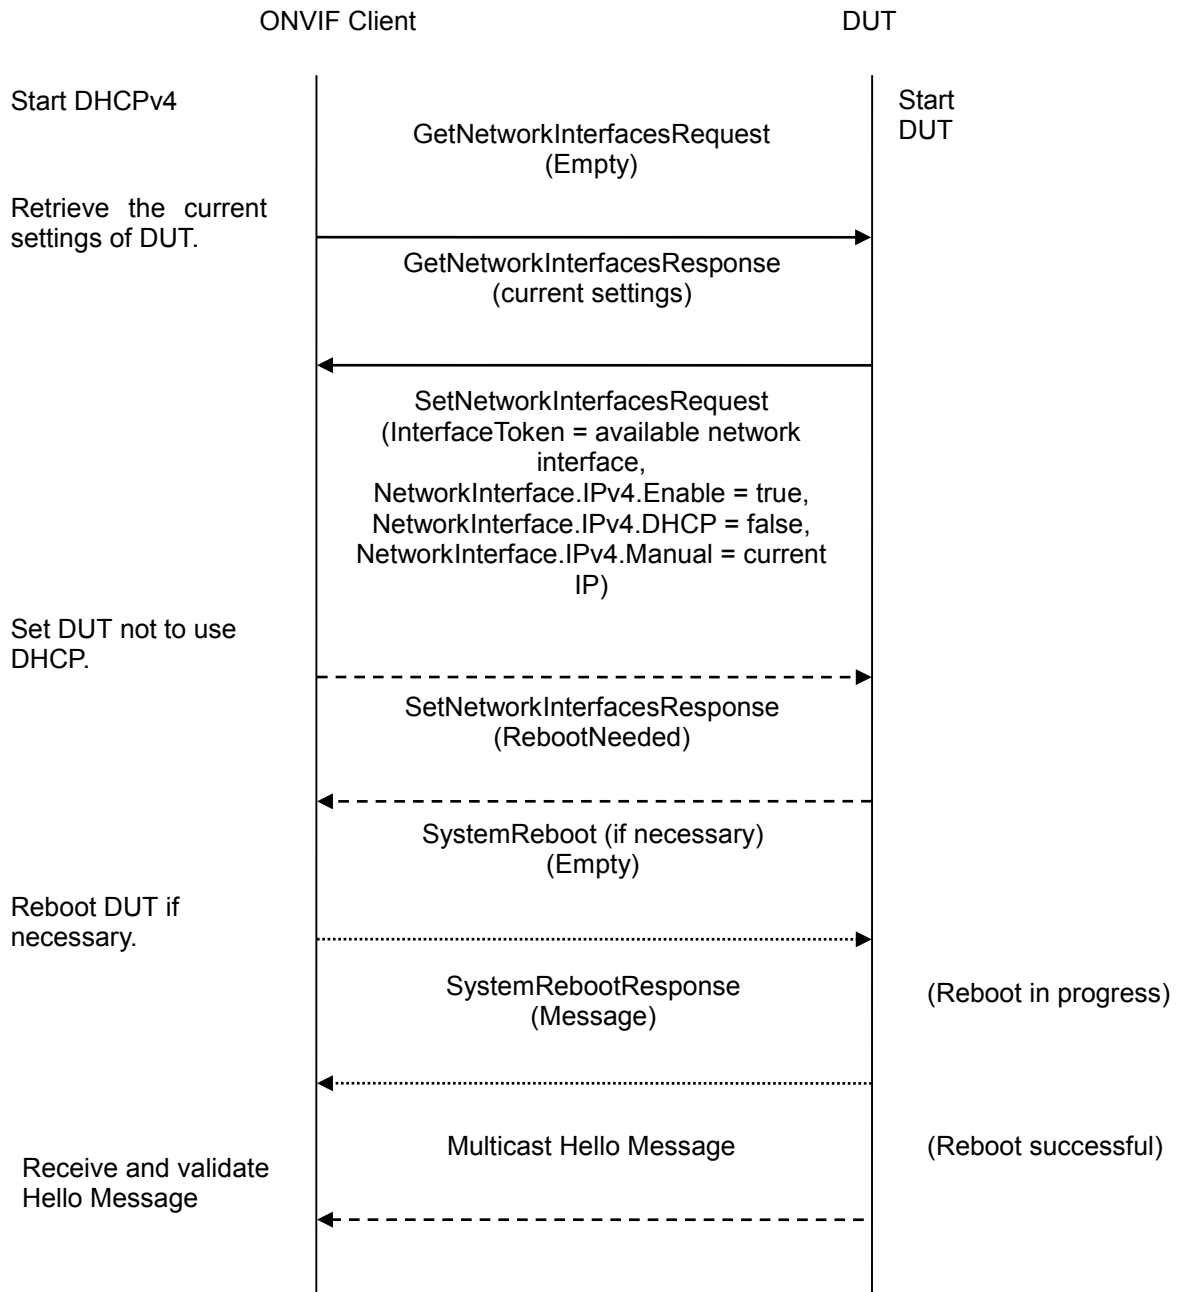 ONVIF Client
DUT
Start DHCPv4
Start
DUT
GetNetworkInterfacesRequest
(Empty)
Retrieve the current
settings of DUT.
GetNetworkInterfacesResponse
(current settings)
SetNetworkInterfacesRequest
(InterfaceToken = available network
interface,
NetworkInterface.IPv4.Enable = true,
NetworkInterface.IPv4.DHCP = false,
NetworkInterface.IPv4.Manual = current
IP)
Set DUT not to use
DHCP.
SetNetworkInterfacesResponse
(RebootNeeded)
SystemReboot (if necessary)
(Empty)
Reboot DUT if
necessary.
SystemRebootResponse
(Message)
(Reboot in progress)
Multicast Hello Message
(Reboot successful)
Receive and validate
Hello Message